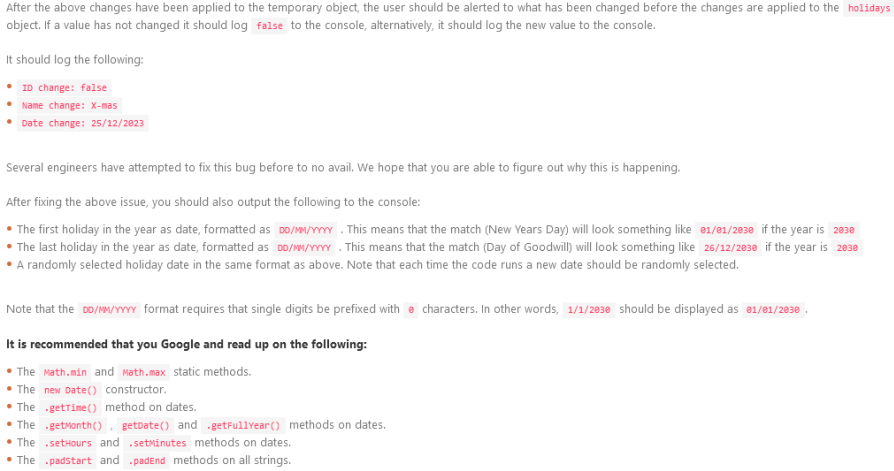 After the above changes have been applied to the temporary object, the user should be alerted to what has been changed before the changes are applied to the holidays
object. If a value has not changed it should log false to the console, alternatively, it should log the new value to the console.
It should log the following:
• ID change: false
• Name change: X-mas
• Date change: 25/12/2023
Several engineers have attempted to fix this bug before to no avail. We hope that you are able to figure out why this is happening.
After fixing the above issue, you should also output the following to the console:
• The first holiday in the year as date, formatted as DD/MM/YYYY . This means that the match (New Years Day) will look something like 01/01/2030 if the year is 2030
• The last holiday in the year as date, formatted as DD/MM/YYYY . This means that the match (Day of Goodwill) will look something like 26/12/2030 if the year is 2030
• A randomly selected holiday date in the same format as above. Note that each time the code runs a new date should be randomly selected.
Note that the DD/MM/YYYY format requires that single digits be prefixed with 0 characters. In other words, 1/1/2030 should be displayed as 01/01/2030.
It is recommended that you Google and read up on the following:
• The Math.min and Math.max static methods.
• The new Date() constructor.
• The .getTime() method on dates.
• The .getMonth() , getDate() and .getFullYear() methods on dates.
• The .setHours and .setMinutes methods on dates.
• The .padStart and .padEnd methods on all strings.